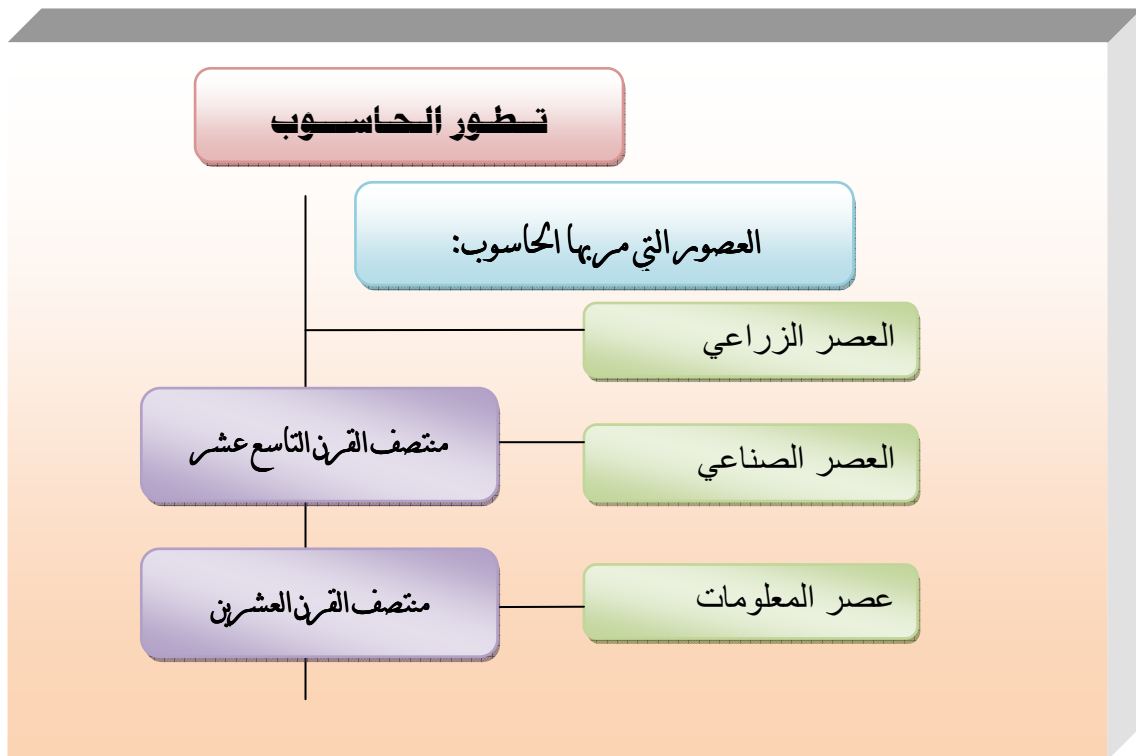 تطور الحاسوب
العصور التي مر بها الحاسوب:
العصر الزراعي
العصر الصناعي
منتصف القرن التاسع عشر
عصر المعلومات
منتصف القرن العشرين